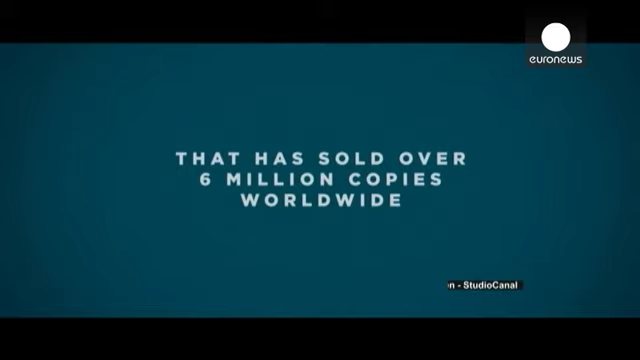 euronews
THAT HAS SOLD OVER
6 MILLION COPIES
WORLDWIDE
- StudioCanal